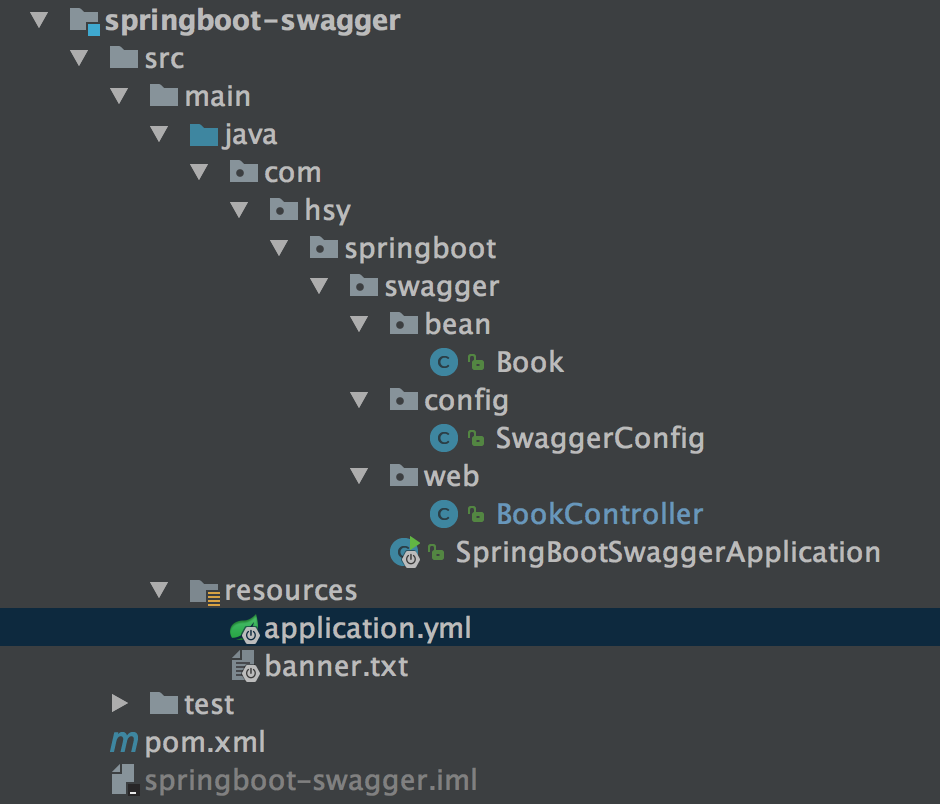 springboot-swagger
src
main
java
com
hsy
springboot
swagger
bean
Book
config
SwaggerConfig
web
BookController
SpringBootSwaggerApplication
resources
application.yml
banner.txt
test
pom.xml
springboot-swagger.iml